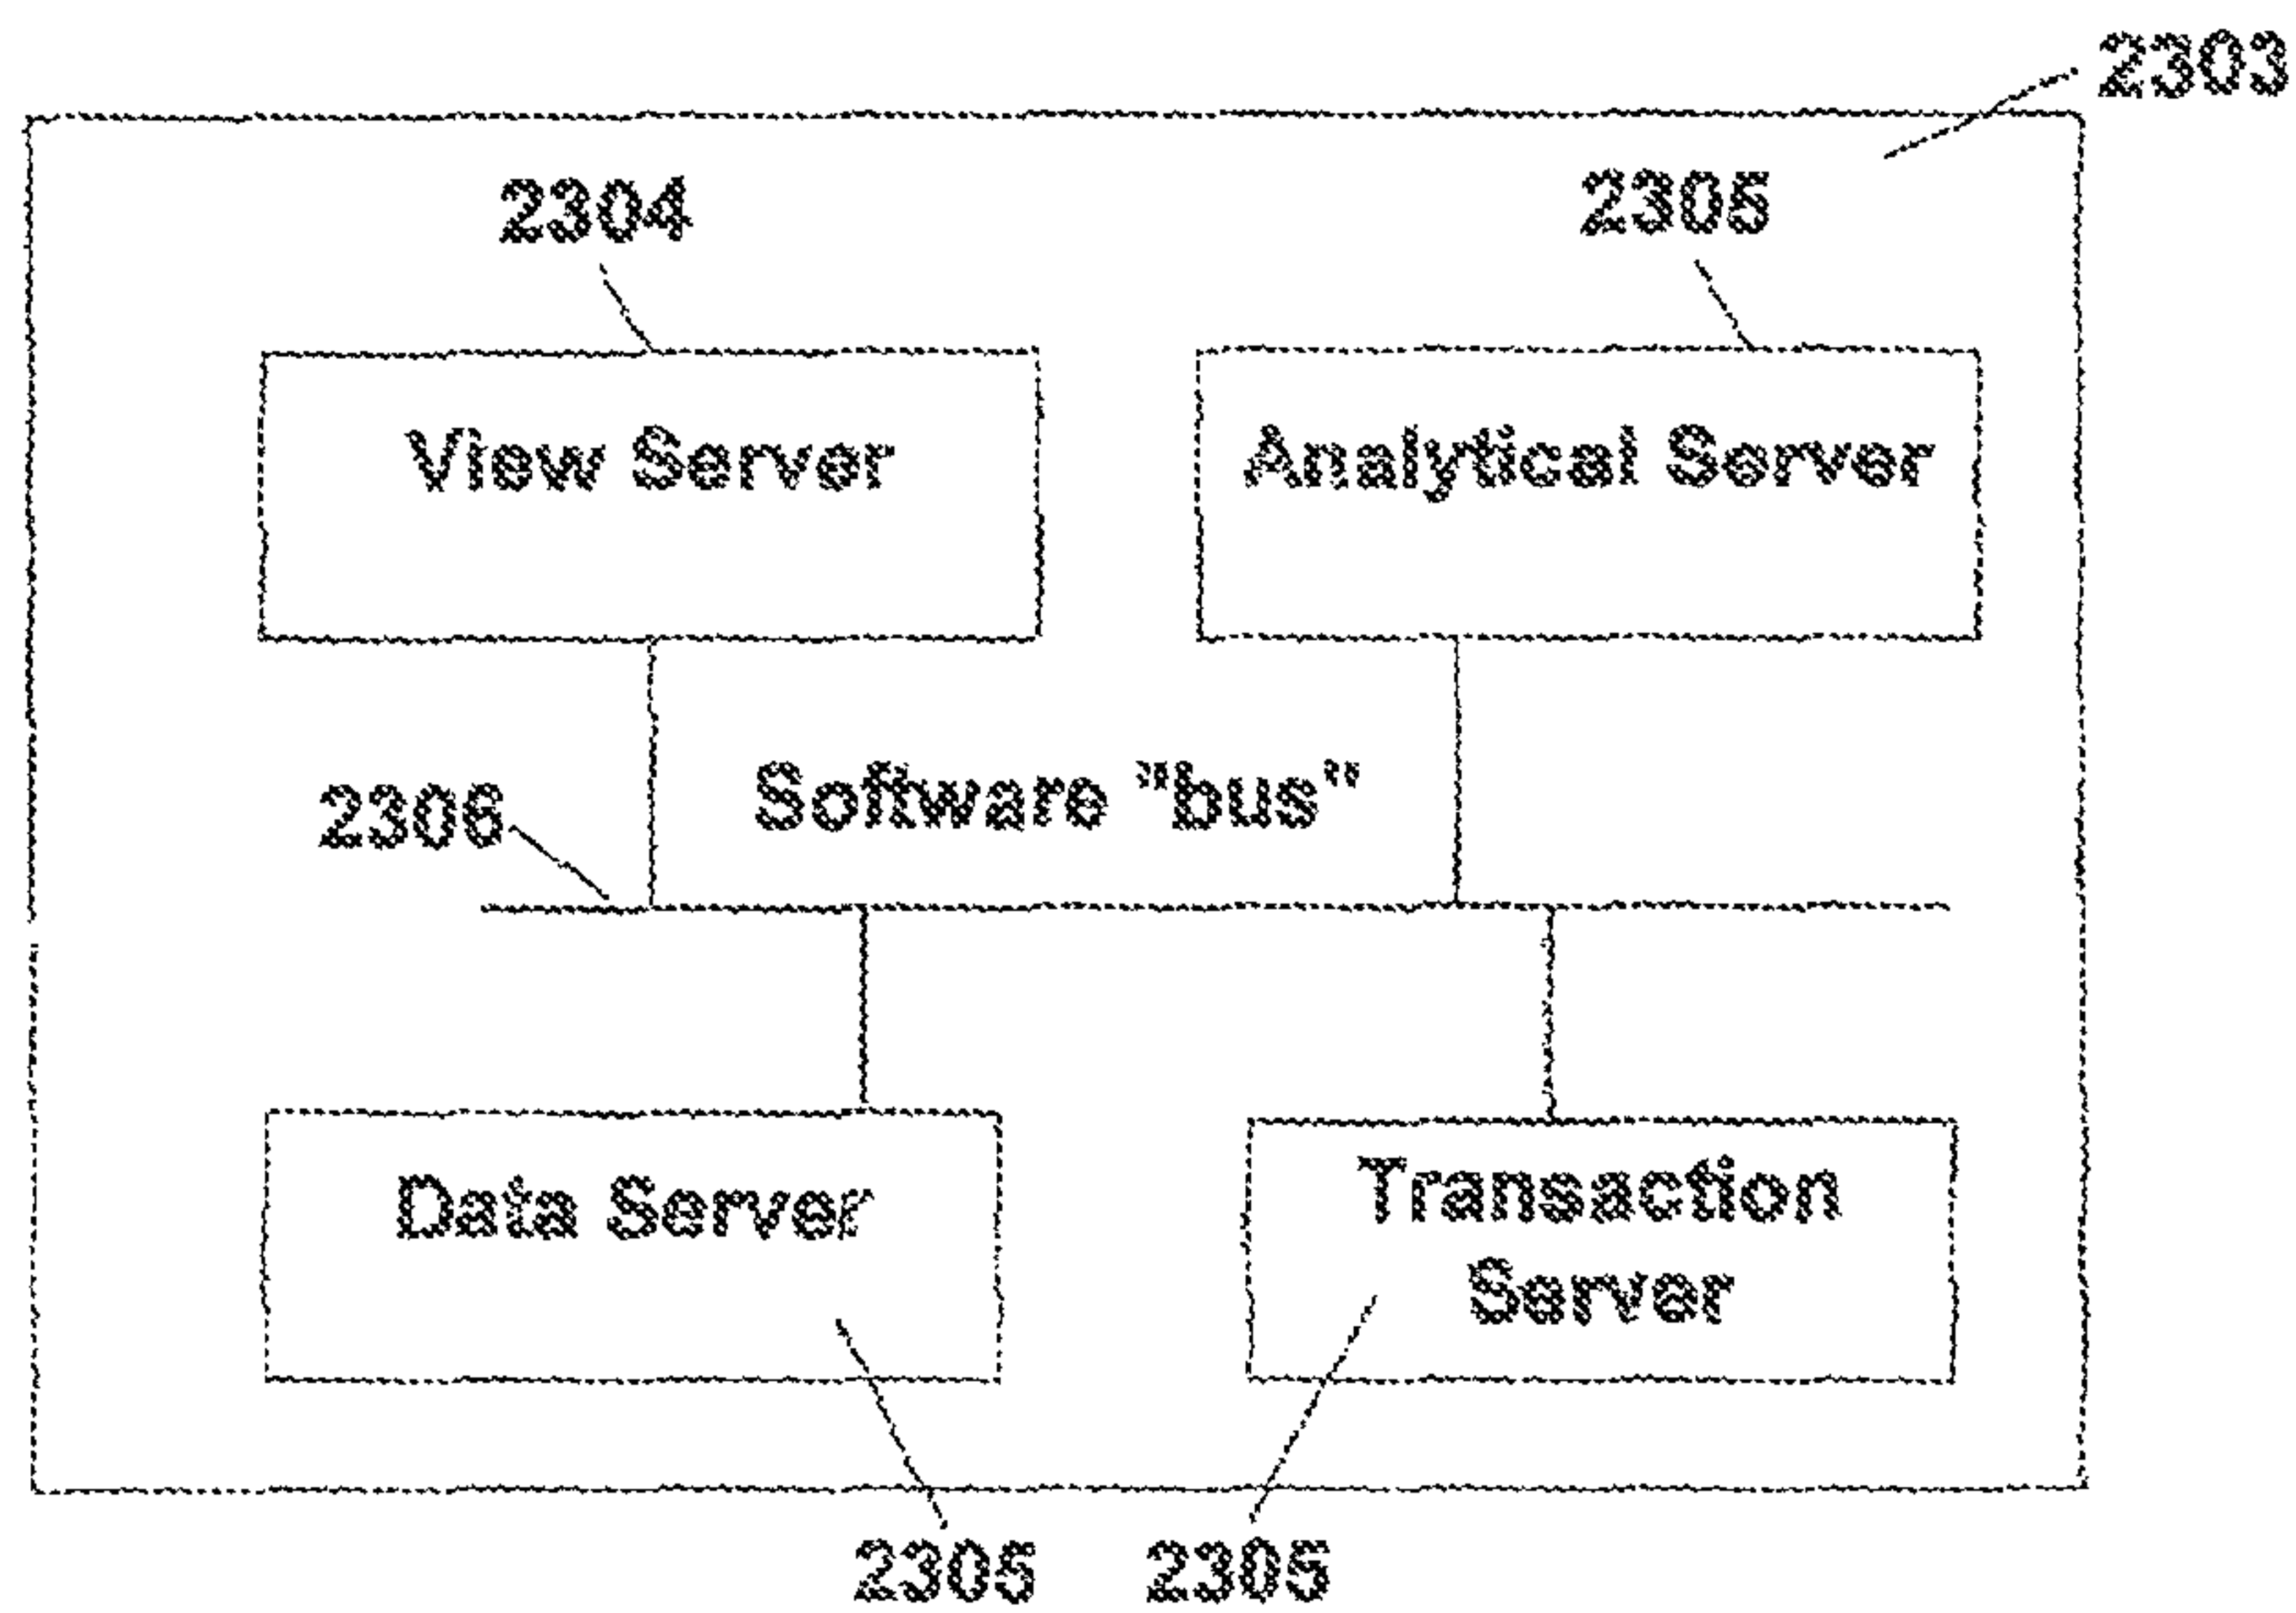 2303
2304
2305
View Server
Analytical Server
2306
Software "bus"
Data Server
Transaction
Server
2305
2305